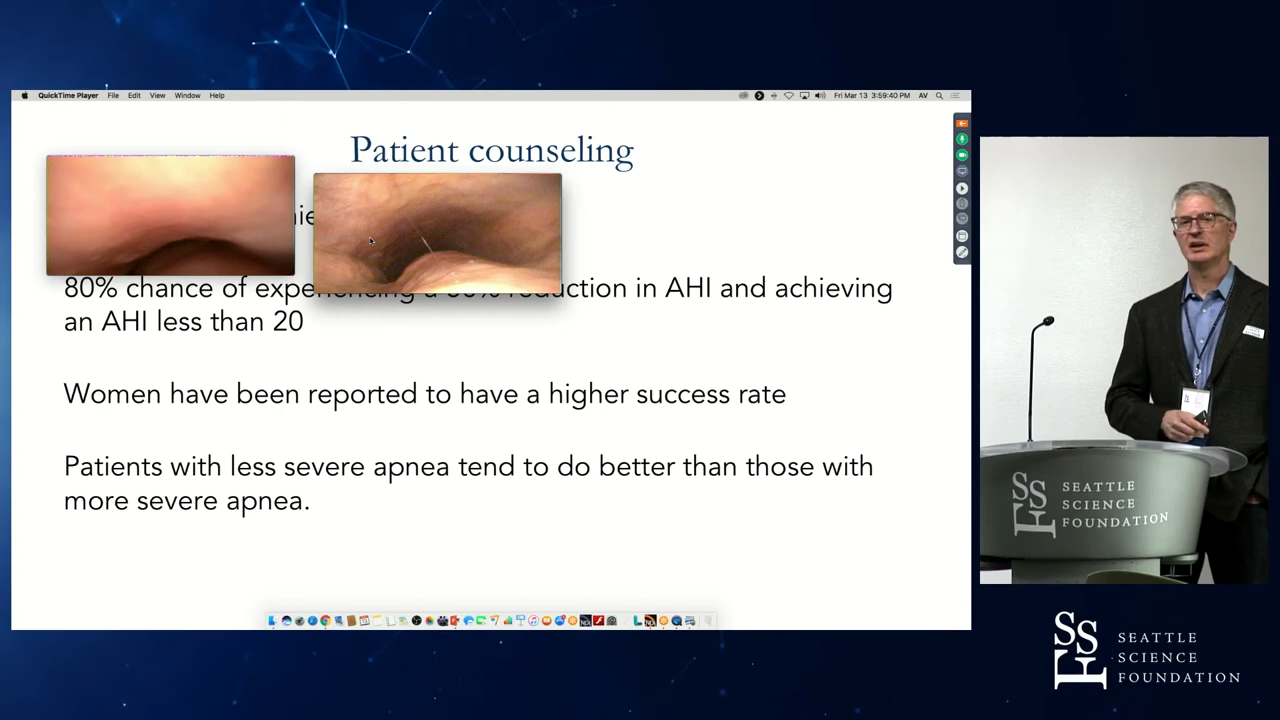 QuickTime Player File Edit View Window Help Fri Mar 13 3:59:40 PM AV
Patient counseling
80% chance of experiencing a reduction in AHI and achieving
an AHI less than 20
Women have been reported to have a higher success rate
Patients with less severe apnea tend to do better than those with
more severe apnea.
SSF
SEATTLE
SCIENCE
FOUNDATION
SSF
SEATTLE
SCIENCE
FOUNDATION